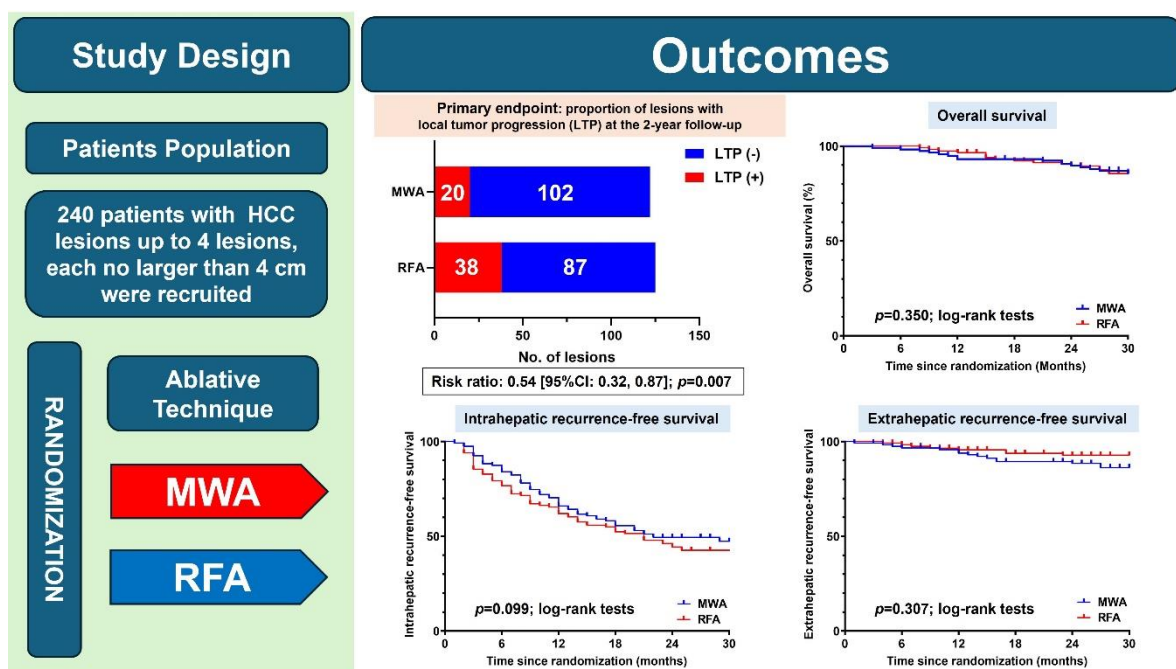 Study Design
Patients Population
240 patients with HCC
lesions up to 4 lesions,
each no larger than 4 cm
were recruited
RANDOMIZATION
Ablative
Technique
MWA
RFA
Outcomes
Primary endpoint: proportion of lesions with
local tumor progression (LTP) at the 2-year follow-up
LTP (-)
LTP (+)
MWA
20
102
RFA
38
87
0
50
100
150
No. of lesions
Risk ratio: 0.54 [95%CI: 0.32, 0.87]; p=0.007
Overall survival
Overall survival (%)
100
50
0
p=0.350; log-rank tests
MWA
RFA
0
6
12
18
24
30
Time since randomization (Months)
Intrahepatic recurrence-free survival
Intrahepatic recurrence-free survival
100
50
0
p=0.099; log-rank tests
MWA
RFA
6
12
18
24
30
Time since randomization (months)
Extrahepatic recurrence-free survival
Extrahepatic recurrence-free survival
100
50
0
p=0.307; log-rank tests
MWA
RFA
0
6
12
18
24
30
Time since randomization (months)